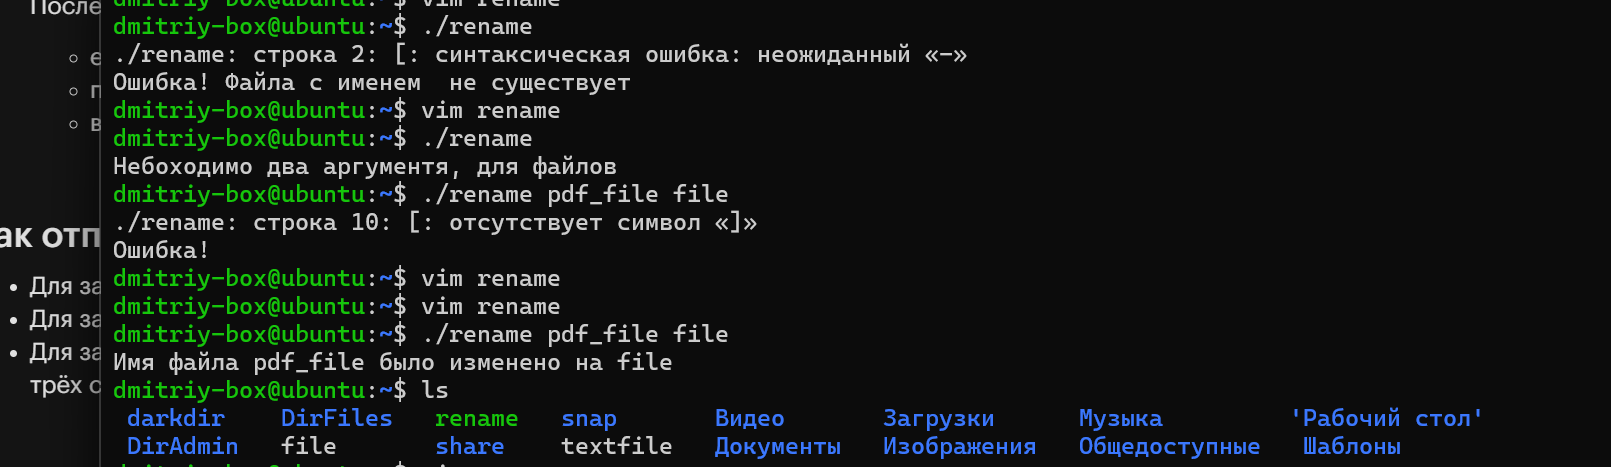 После
dmitriy-box@ubuntu:~$ vim rename
dmitriy-box@ubuntu:~$ ./rename
./rename: строка 2: [: синтаксическая ошибка: неожиданный «-»
Ошибка! Файла с именем  не существует
dmitriy-box@ubuntu:~$ vim rename
dmitriy-box@ubuntu:~$ ./rename
Небоходимо два аргументя, для файлов
dmitriy-box@ubuntu:~$ ./rename pdf_file file
./rename: строка 10: [: отсутствует символ «]»
Ошибка!
dmitriy-box@ubuntu:~$ vim rename
dmitriy-box@ubuntu:~$ vim rename
dmitriy-box@ubuntu:~$ ./rename pdf_file file
Имя файла pdf_file было изменено на file
dmitriy-box@ubuntu:~$ ls
darkdir DirFiles rename snap Видео Загрузки Музыка 'Рабочий стол'
DirAdmin file share textfile Документы Изображения Общедоступные Шаблоны
ак отп
Для за
Для за
Для за
трёх с